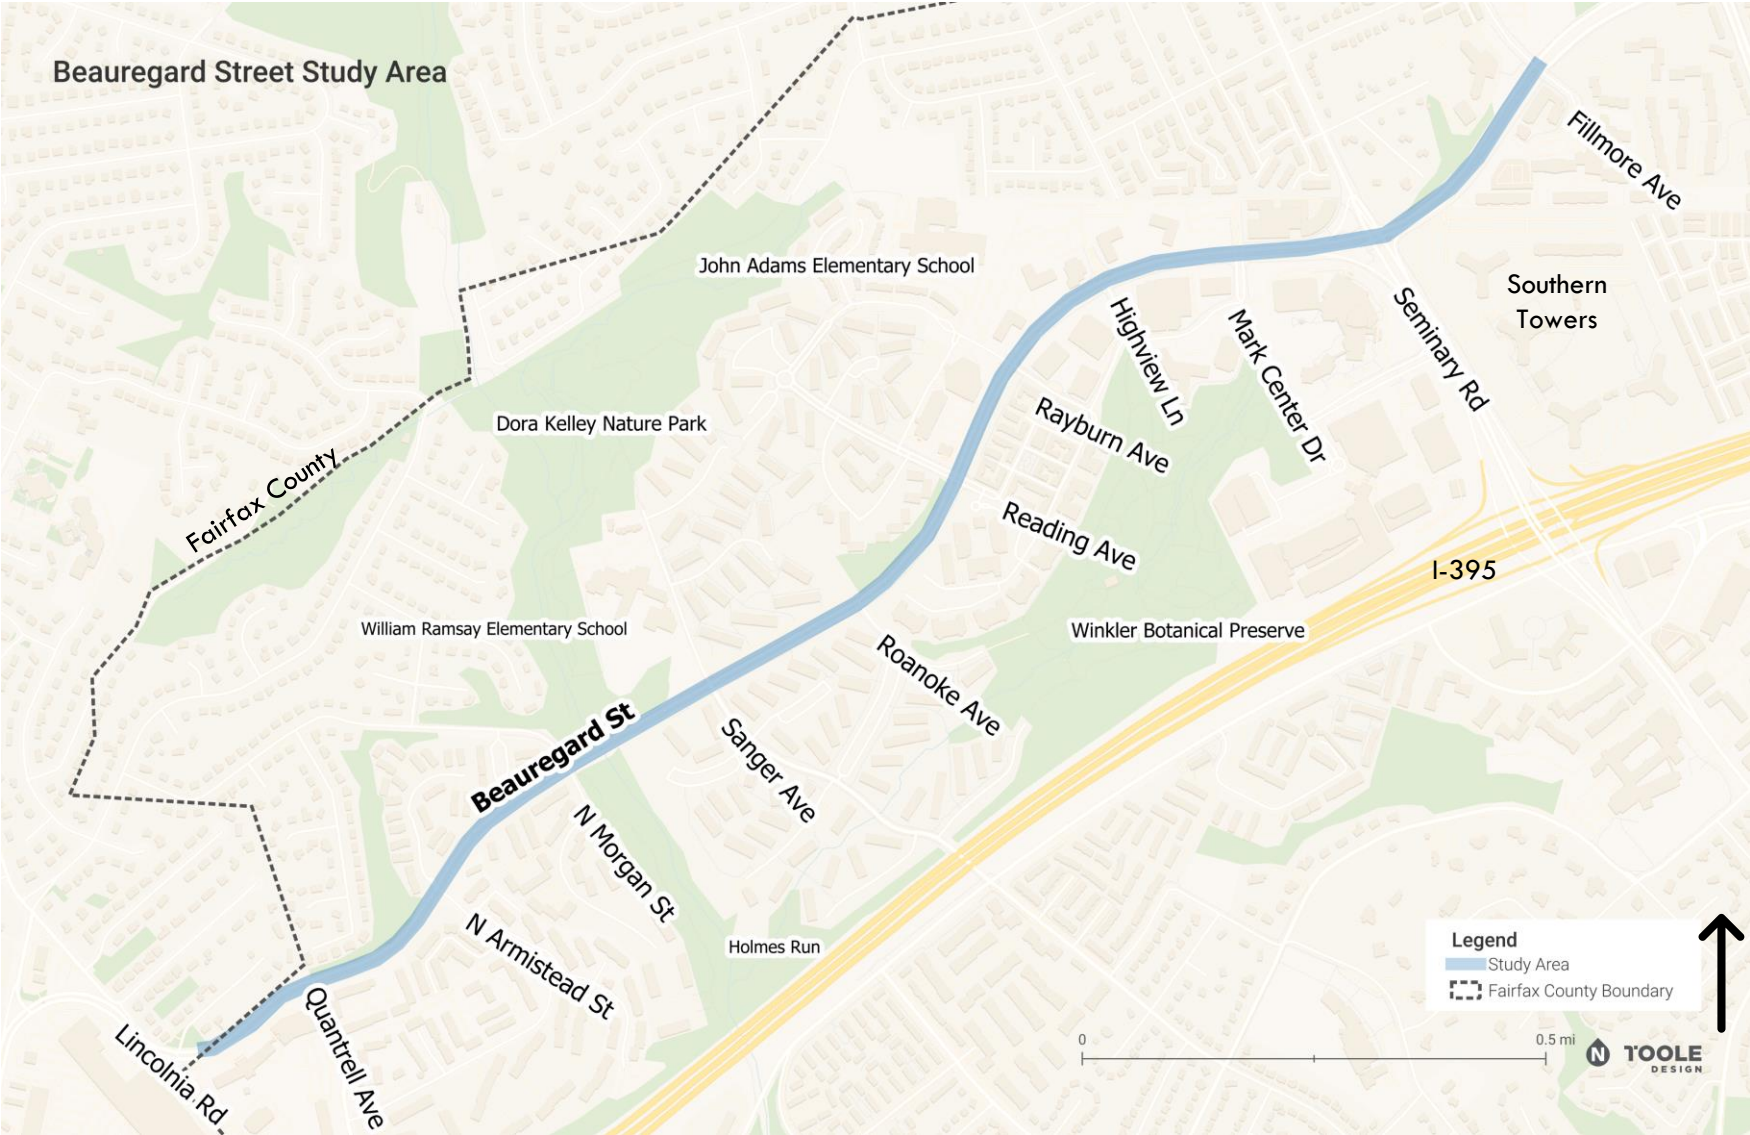 Beauregard Street Study Area
Fillmore Ave
John Adams Elementary School
Southern
Towers
Highview Ln
Mark Center Dr
Seminary Rd
Rayburn Ave
Dora Kelley Nature Park
Fairfax County
Reading Ave
I-395
William Ramsay Elementary School
Winkler Botanical Preserve
Roanoke Ave
Beauregard St
Sanger Ave
N Morgan St
N Armistead St
Holmes Run
Quantrell Ave
Lincolnia Rd
Legend
Study Area
Fairfax County Boundary
0
0.5 mi
N
TOOLE
DESIGN